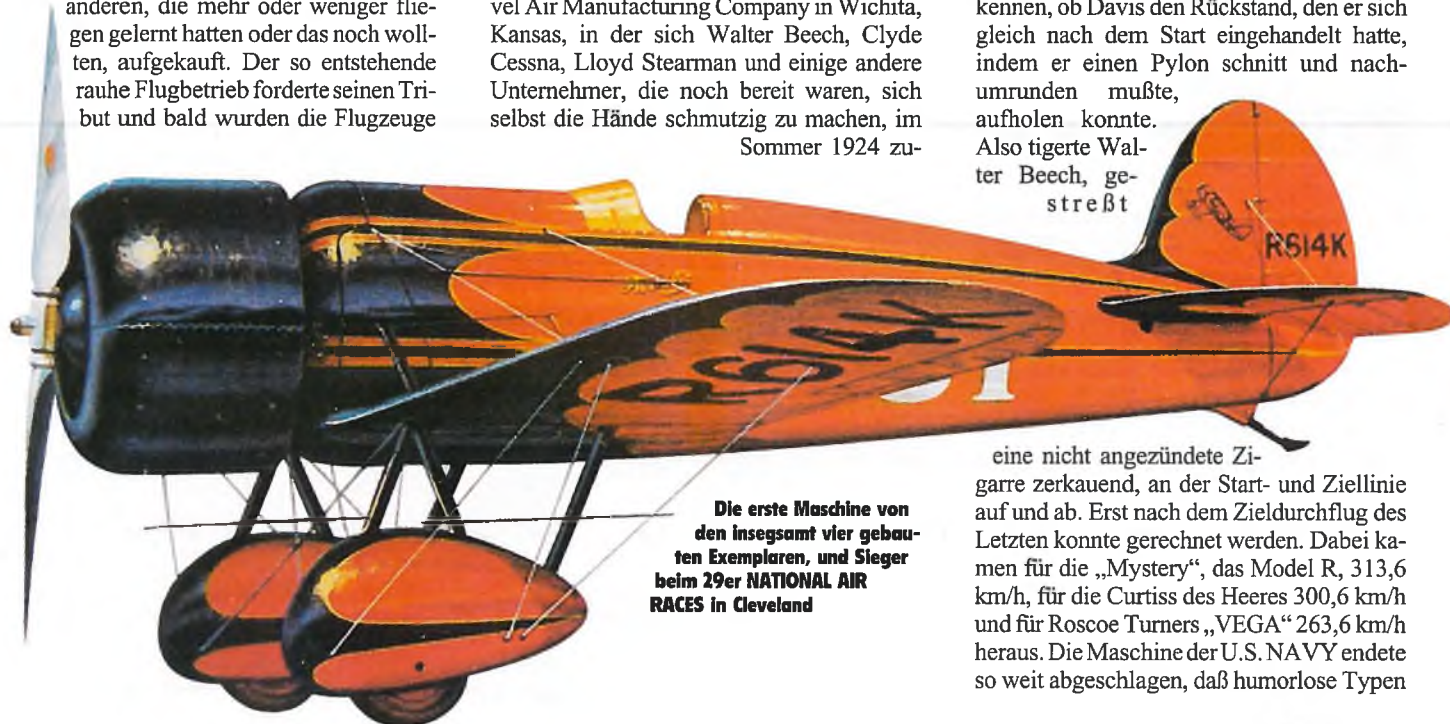 anderen, die mehr oder weniger flie-
gen gelernt hatten oder das noch woll-
ten, aufgekauft. Der so entstehende
rauhe Flugbetrieb forderte seinen Tri-
but und bald wurden die Flugzeuge
vel Air Manufacturing Company in Wichita,
Kansas, in der sich Walter Beech, Clyde
Cessna, Lloyd Stearman und einige andere
Unternehmer, die noch bereit waren, sich
selbst die Hände schmutzig zu machen, im
Sommer 1924 zu-
kennen, ob Davis den Rückstand, den er sich
gleich nach dem Start eingehandelt hatte,
indem er einen Pylon schnitt und nach-
umrunden mußte,
aufholen konnte.
Also tigerte Wal-
ter Beech, ge-
streßt
eine nicht angezündete Zi-
garre zerkauend, an der Start- und Ziellinie
auf und ab. Erst nach dem Zieldurchflug des
Letzten konnte gerechnet werden. Dabei ka-
men für die „Mystery“, das Model R, 313,6
km/h, für die Curtiss des Heeres 300,6 km/h
und für Roscoe Turners „VEGA“ 263,6 km/h
heraus. Die Maschine der U.S. NAVY endete
so weit abgeschlagen, daß humorlose Typen
R614K
R614K
Die erste Maschine von
den insgesamt vier gebau-
ten Exemplaren, und Sieger
beim 29er NATIONAL AIR
RACES in Cleveland